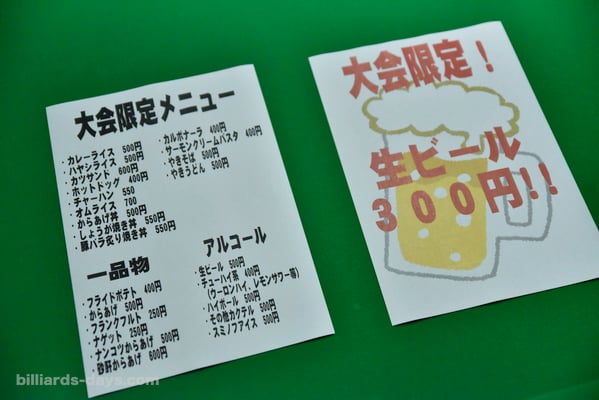 大会限定メニュー
・カレーライス 500円
・ハヤシライス 500円
・カツサンド 600円
・ホットドッグ 400円
・チャーハン 550
・オムライス 700
・からあげ丼 500円
・しょうが焼き丼 550円
・豚バラ炙り焼き丼 550円
・カルボナーラ 400円
・サーモンクリームパスタ 400円
・やきそば 500円
・やきうどん 500円
一品物
・フライドポテト 400円
・からあげ 500円
・フランクフルト 250円
・ナゲット 250円
・ナンコツからあげ 500円
・砂肝からあげ 600円
アルコール
・生ビール 500円
・チューハイ系 400円
(ウーロンハイ、レモンサワー等)
・ハイボール 500円
・その他カクテル 500円
・スミノフアイス 500円
大会限定!
生ビール
300円!!
billiards-days.com